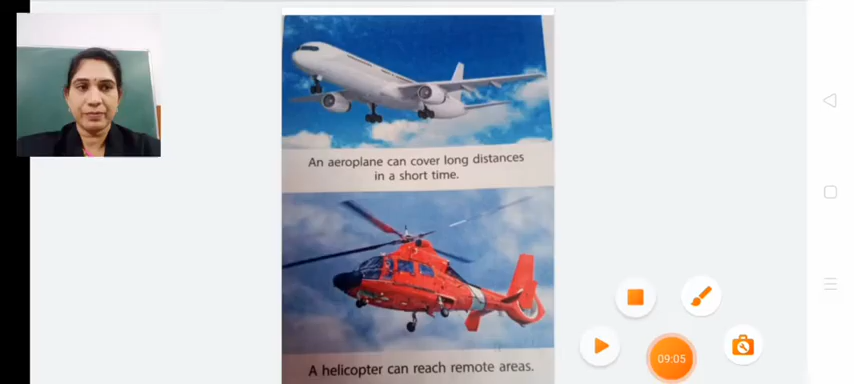 An aeroplane can cover long distances
in a short time.
A helicopter can reach remote areas.
09:05